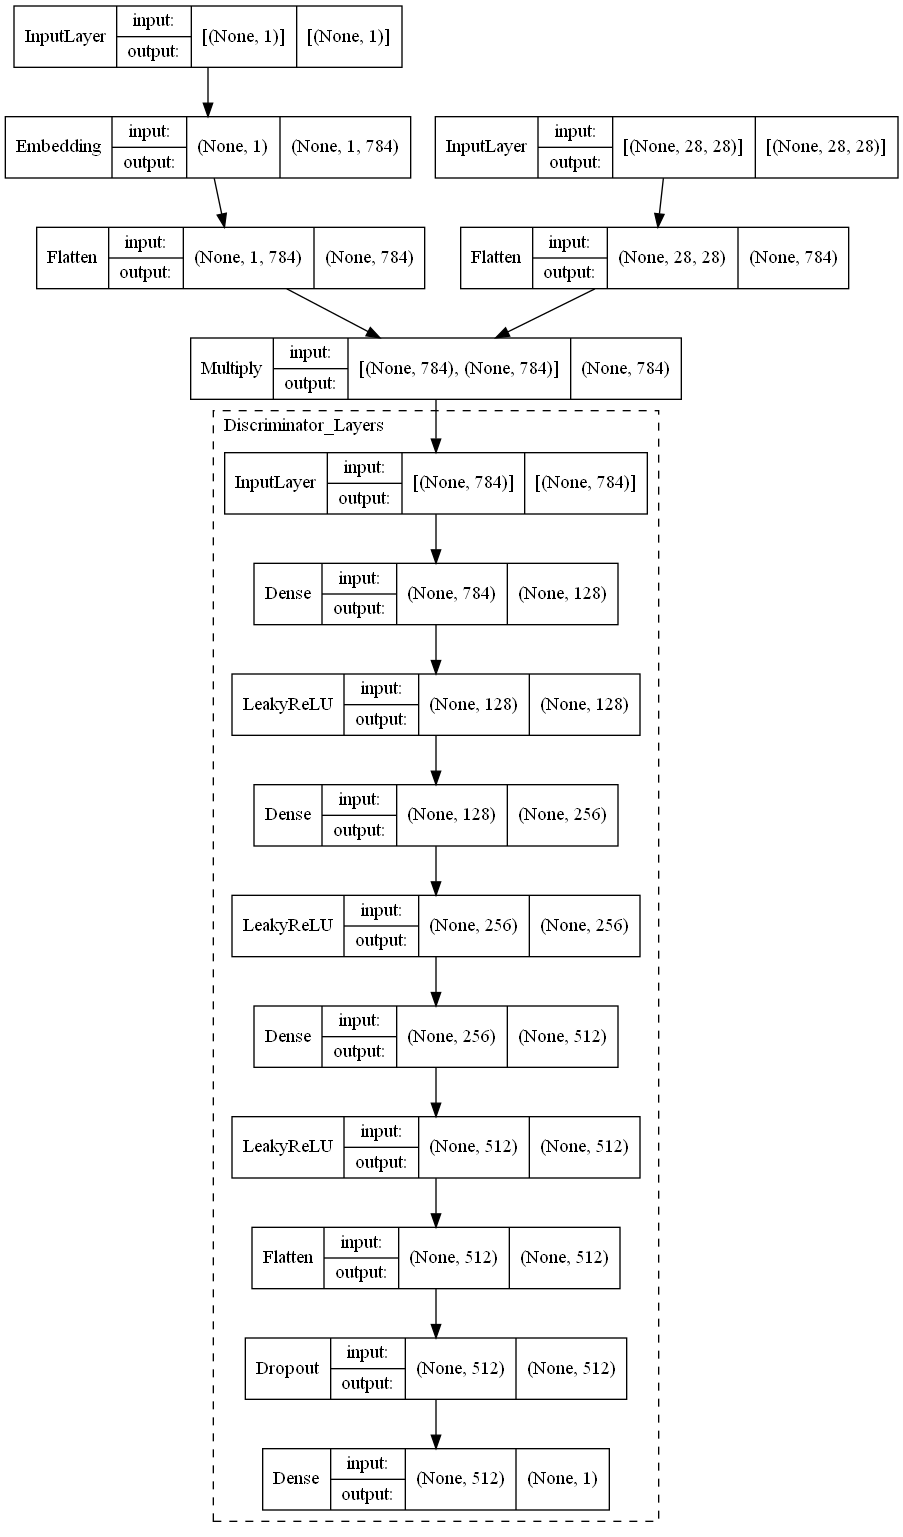 InputLayer input: output: [(None, 1)] [(None, 1)]
Embedding input: output: (None, 1) (None, 1, 784)
InputLayer input: output: [(None, 28, 28)] [(None, 28, 28)]
Flatten input: output: (None, 1, 784) (None, 784)
Flatten input: output: (None, 28, 28) (None, 784)
Multiply input: output: [(None, 784), (None, 784)] (None, 784)
Discriminator_Layers
InputLayer input: output: [(None, 784)] [(None, 784)]
Dense input: output: (None, 784) (None, 128)
LeakyReLU input: output: (None, 128) (None, 128)
Dense input: output: (None, 128) (None, 256)
LeakyReLU input: output: (None, 256) (None, 256)
Dense input: output: (None, 256) (None, 512)
LeakyReLU input: output: (None, 512) (None, 512)
Flatten input: output: (None, 512) (None, 512)
Dropout input: output: (None, 512) (None, 512)
Dense input: output: (None, 512) (None, 1)